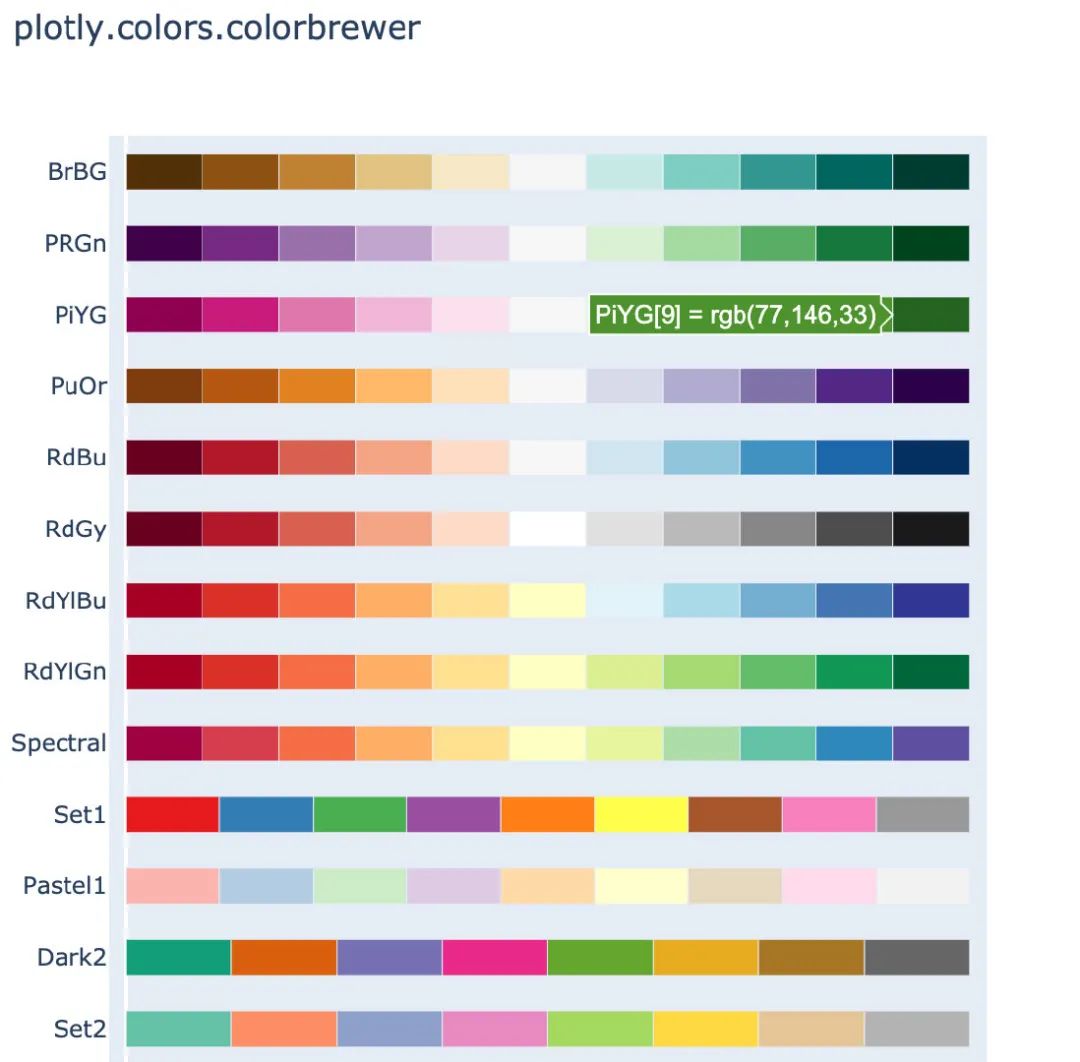 plotly.colors.colorbrewer
BrBG
PRGn
PiYG
PiYG[9] = rgb(77,146,33)
PuOr
RdBu
RdGy
RdYlBu
RdYlGn
Spectral
Set1
Pastel1
Dark2
Set2